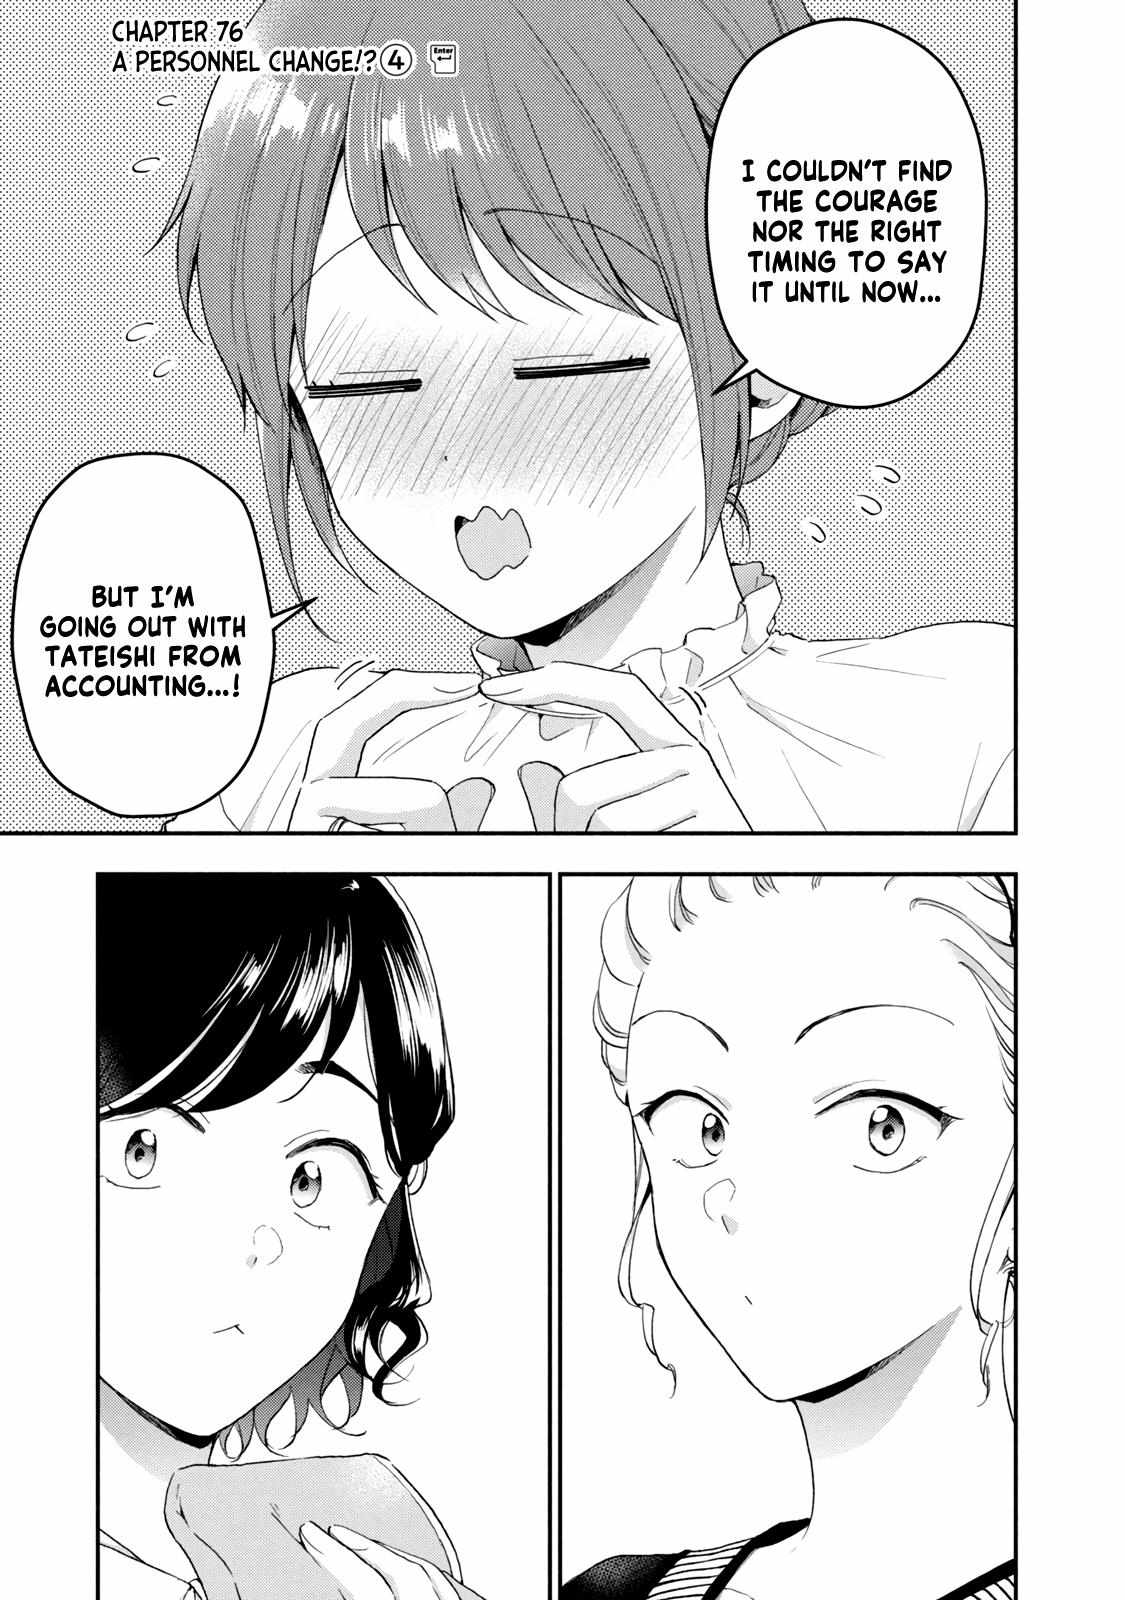 CHAPTER 76
A PERSONNEL CHANGE!? ④ Enter
I COULDN'T FIND
THE COURAGE
NOR THE RIGHT
TIMING TO SAY
IT UNTIL NOW...
BUT I'M
GOING OUT WITH
TATEISHI FROM
ACCOUNTING...!